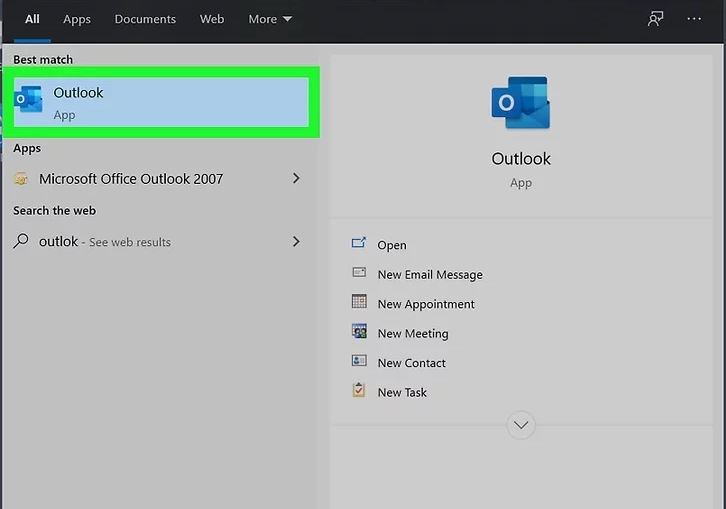 All Apps Documents Web More
Best match
Outlook
App
Apps
Microsoft Office Outlook 2007
Search the web
outlok - See web results
Outlook
App
Open
New Email Message
New Appointment
New Meeting
New Contact
New Task